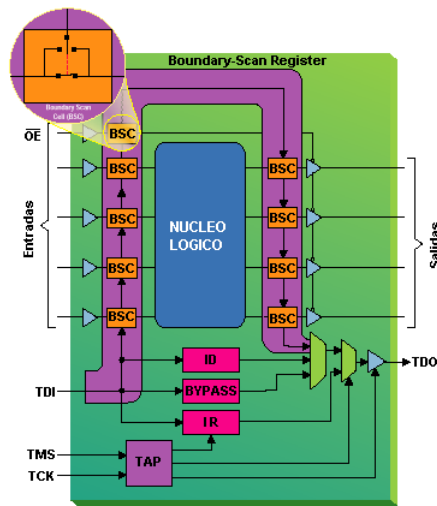 Boundary-Scan Register
Boundary Scan
Cell (BSC)
OE
BSC
BSC
BSC
BSC
BSC
BSC
BSC
BSC
BSC
NUCLEO
LOGICO
Entradas
Salidas
ID
TDI
BYPASS
TDO
IR
TMS
TAP
TCK